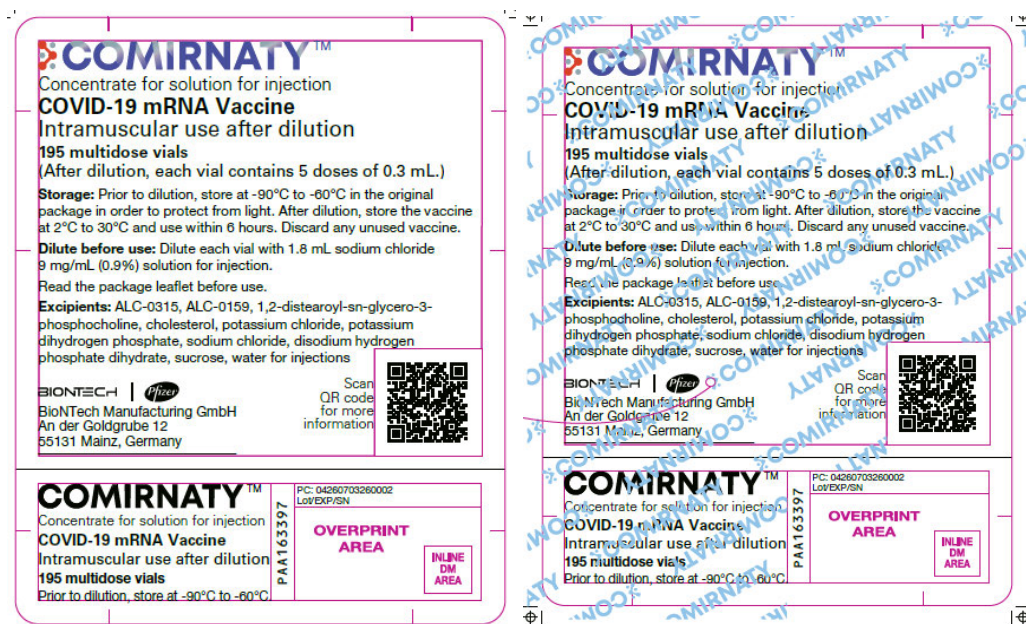 COMIRNATY™
Concentrate for solution for injection
COVID-19 mRNA Vaccine
Intramuscular use after dilution
195 multidose vials
(After dilution, each vial contains 5 doses of 0.3 mL.)
Storage: Prior to dilution, store at -90°C to -60°C in the original
package in order to protect from light. After dilution, store the vaccine
at 2°C to 30°C and use within 6 hours. Discard any unused vaccine.
Dilute before use: Dilute each vial with 1.8 mL sodium chloride
9 mg/mL (0.9%) solution for injection.
Read the package leaflet before use.
Excipients: ALC-0315, ALC-0159, 1,2-distearoyl-sn-glycero-3-
phosphocholine, cholesterol, potassium chloride, potassium
dihydrogen phosphate, sodium chloride, disodium hydrogen
phosphate dihydrate, sucrose, water for injections
BIONTECH | Pfizer
BioNTech Manufacturing GmbH
An der Goldgrube 12
55131 Mainz, Germany
Scan
QR code
for more
information
COMIRNATY™
Concentrate for solution for injection
COVID-19 mRNA Vaccine
Intramuscular use after dilution
195 multidose vials
Prior to dilution, store at -90°C to -60°C.
PAA163397
PC: 04260703260002
Lot/EXP/SN
OVERPRINT
AREA
INLINE
DM
AREA
COMIRNATY™
Concentrate for solution for injection
COVID-19 mRNA Vaccine
Intramuscular use after dilution
195 multidose vials
(After dilution, each vial contains 5 doses of 0.3 mL.)
Storage: Prior to dilution, store at -90°C to -60°C in the original
package in order to protect from light. After dilution, store the vaccine
at 2°C to 30°C and use within 6 hours. Discard any unused vaccine.
Dilute before use: Dilute each vial with 1.8 mL sodium chloride
9 mg/mL (0.9%) solution for injection.
Read the package leaflet before use.
Excipients: ALC-0315, ALC-0159, 1,2-distearoyl-sn-glycero-3-
phosphocholine, cholesterol, potassium chloride, potassium
dihydrogen phosphate, sodium chloride, disodium hydrogen
phosphate dihydrate, sucrose, water for injections
BIONTECH | Pfizer
BioNTech Manufacturing GmbH
An der Goldgrube 12
55131 Mainz, Germany
Scan
QR code
for more
information
COMIRNATY™
Concentrate for solution for injection
COVID-19 mRNA Vaccine
Intramuscular use after dilution
195 multidose vials
Prior to dilution, store at -90°C to -60°C.
PAA163397
PC: 04260703260002
Lot/EXP/SN
OVERPRINT
AREA
INLINE
DM
AREA
COMIRNATY
COMIRNATY
COMIRNATY
COMIRNATY